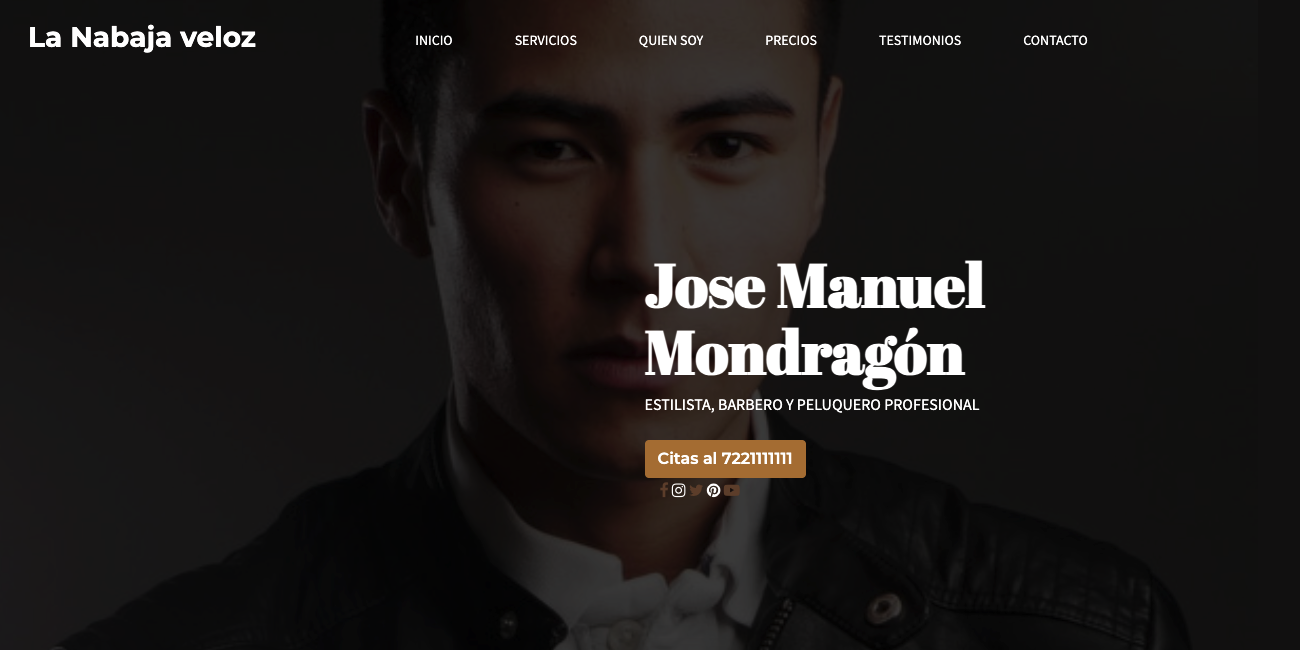 La Nabaja veloz
INICIO SERVICIOS QUIEN SOY PRECIOS TESTIMONIOS CONTACTO
Jose Manuel
Mondragón
ESTILISTA, BARBERO Y PELUQUERO PROFESIONAL
Citas al 7221111111